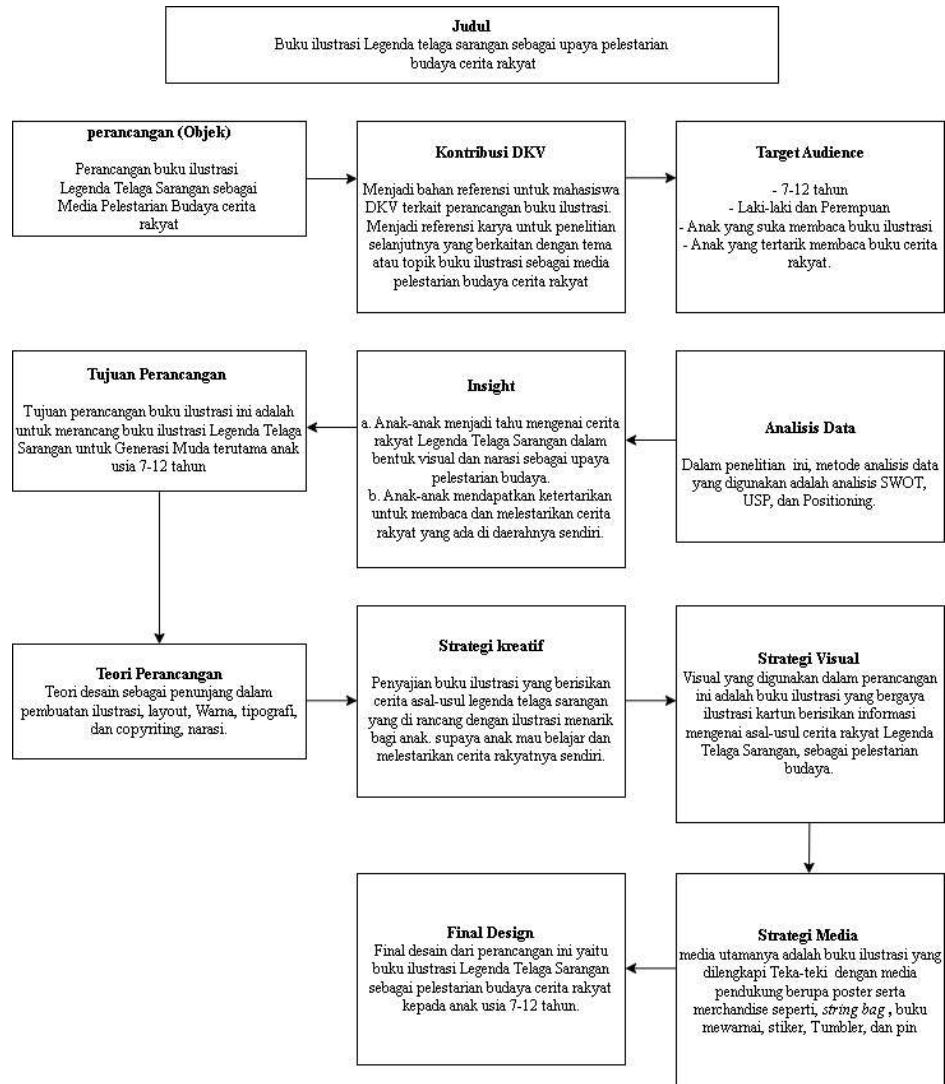 Judul
Buku ilustrasi Legenda telaga sarangan sebagai upaya pelestarian
budaya cerita rakyat
perancangan (Objek)
Perancangan buku ilustrasi
Legenda Telaga Sarangan sebagai
Media Pelestarian Budaya cerita
rakyat
Kontribusi DKV
Menjadi bahan referensi untuk mahasiswa
DKV terkait perancangan buku ilustrasi.
Menjadi referensi karya untuk penelitian
selanjutnya yang berkaitan dengan tema
atau topik buku ilustrasi sebagai media
pelestarian budaya cerita rakyat
Target Audience
- 7-12 tahun
- Laki-laki dan Perempuan
- Anak yang suka membaca buku ilustrasi
- Anak yang tertarik membaca buku cerita
rakyat.
Analisis Data
Dalam penelitian ini, metode analisis data
yang digunakan adalah analisis SWOT,
USP, dan Positioning.
Insight
a. Anak-anak menjadi tahu mengenai cerita
rakyat Legenda Telaga Sarangan dalam
bentuk visual dan narasi sebagai upaya
pelestarian budaya.
b. Anak-anak mendapatkan ketertarikan
untuk membaca dan melestarikan cerita
rakyat yang ada di daerahnya sendiri.
Tujuan Perancangan
Tujuan perancangan buku ilustrasi ini adalah
untuk merancang buku ilustrasi Legenda Telaga
Sarangan untuk Generasi Muda terutama anak
usia 7-12 tahun
Teori Perancangan
Teori desain sebagai penunjang dalam
pembuatan ilustrasi, layout, Warna, tipografi,
dan copyriting, narasi.
Strategi kreatif
Penyajian buku ilustrasi yang berisikan
cerita asal-usul legenda telaga sarangan
yang di rancang dengan ilustrasi menarik
bagi anak. supaya anak mau belajar dan
melestarikan cerita rakyatnya sendiri.
Strategi Visual
Visual yang digunakan dalam perancangan
ini adalah buku ilustrasi yang bergaya
ilustrasi kartun berisikan informasi
mengenai asal-usul cerita rakyat Legenda
Telaga Sarangan, sebagai pelestarian
budaya.
Strategi Media
media utamanya adalah buku ilustrasi yang
dilengkapi Teka-teki dengan media
pendukung berupa poster serta
merchandise seperti, string bag , buku
mewarnai, stiker, Tumbler, dan pin
Final Design
Final desain dari perancangan ini yaitu
buku ilustrasi Legenda Telaga Sarangan
sebagai pelestarian budaya cerita rakyat
kepada anak usia 7-12 tahun.